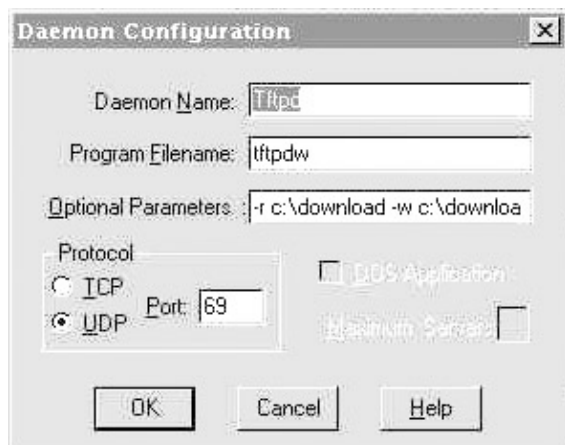 Daemon Configuration
Daemon Name: Tftpd
Program Filename: tftpdw
Optional Parameters : -r c:\download -w c:\downloa
Protocol
TCP
UDP
Port: 69
DOS Application
Maximum Servers
OK Cancel Help